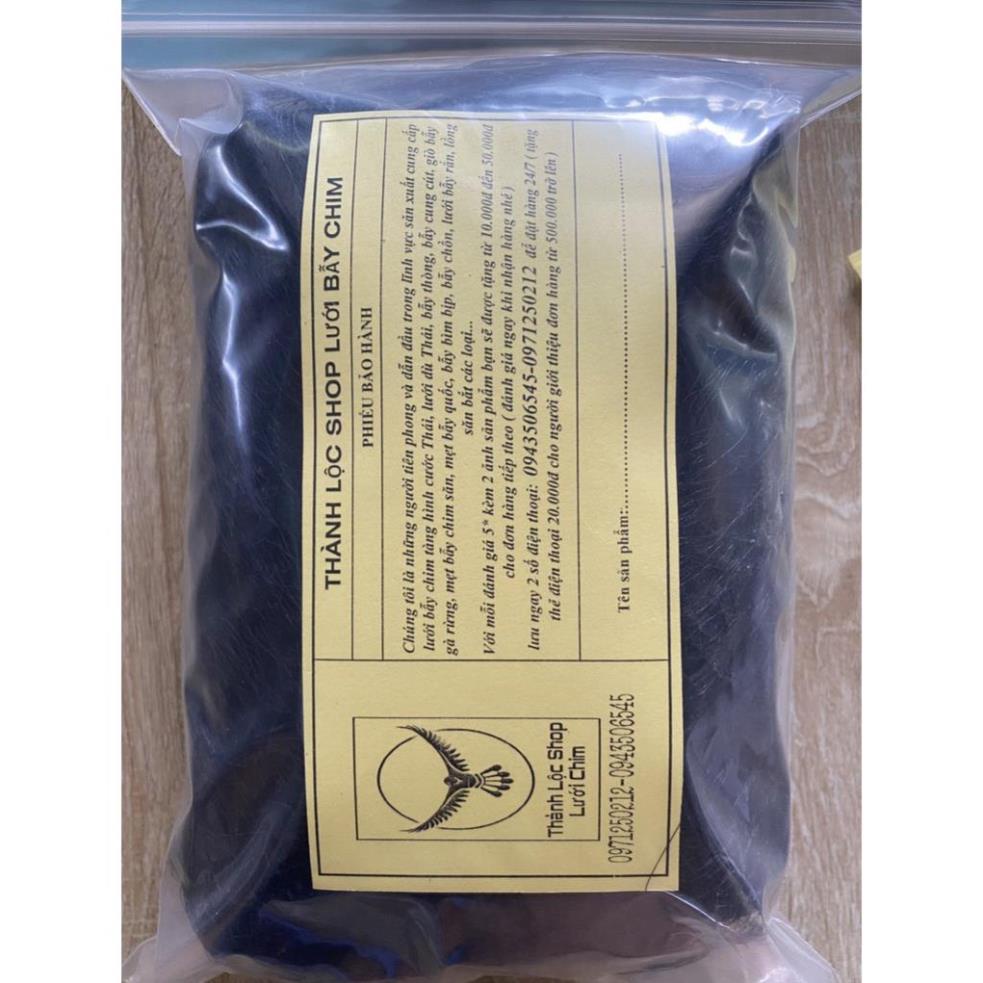 THÀNH LỘC SHOP LƯỚI BẪY CHIM
PHIẾU BẢO HÀNH
Chúng tôi là những người tiên phong và dẫn đầu trong lĩnh vực sản xuất cung cấp
lưới bẫy chim tàng hình cước Thái, lưới dù Thái, bẫy thòng, bẫy cung cút, giò bẫy
gà rừng, mẹt bẫy chim săn, mẹt bẫy quốc, bẫy bìm bịp, bẫy chồn, lưới bẫy rắn, lồng
săn bắt các loại...
Với mỗi đánh giá 5* kèm 2 ảnh sản phẩm bạn sẽ được tặng từ 10.000đ đến 50.000đ
cho đơn hàng tiếp theo ( đánh giá ngay khi nhận hàng nhé )
lưu ngay 2 số điện thoại: 0943506545-0971250212 để đặt hàng 24/7 ( tặng
thẻ điện thoại 20.000đ cho người giới thiệu đơn hàng từ 500.000 trở lên )
Tên sản phẩm:................................................
Thành Lộc Shop
Lưới Chim
0971250212-0943506545